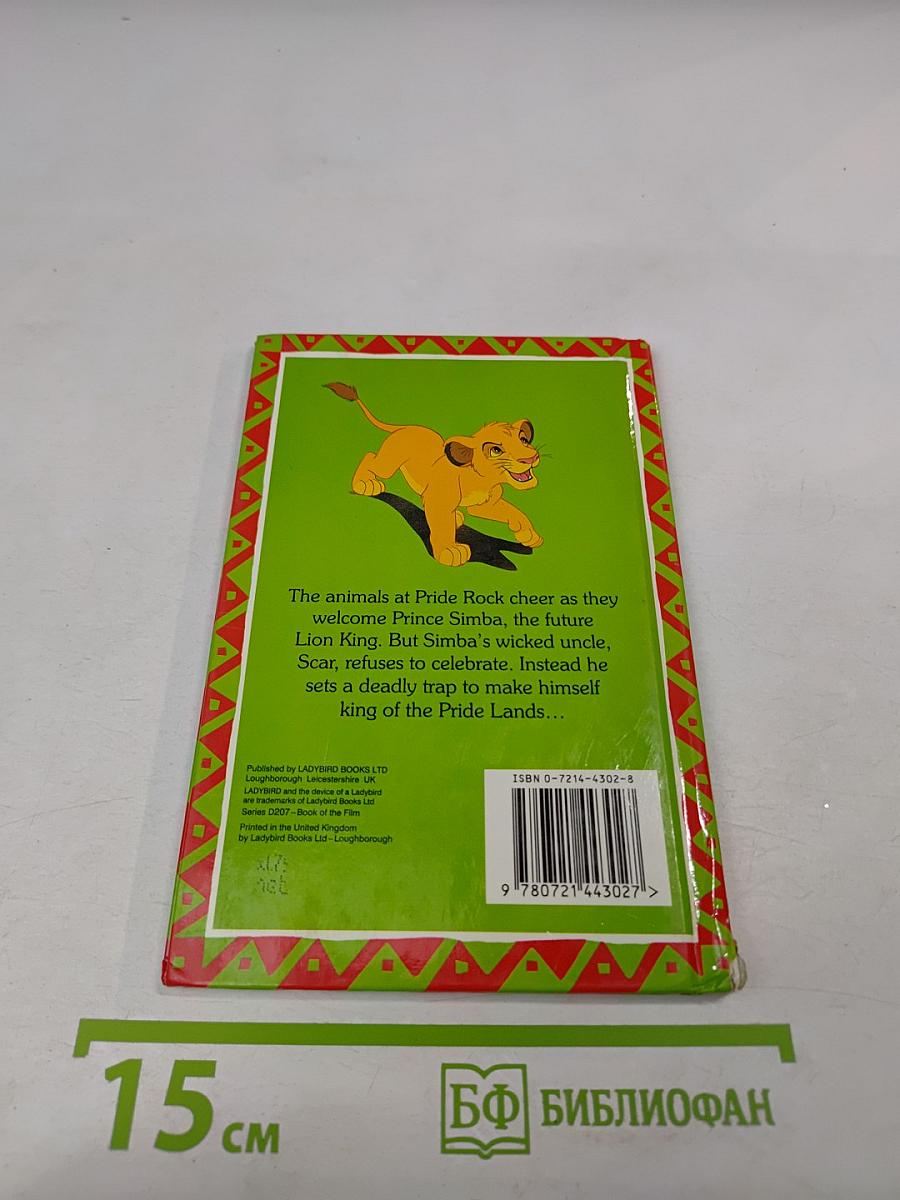 The animals at Pride Rock cheer as they
welcome Prince Simba, the future
Lion King. But Simba's wicked uncle,
Scar, refuses to celebrate. Instead he
sets a deadly trap to make himself
king of the Pride Lands...
Published by LADYBIRD BOOKS LTD
Loughborough Leicestershire UK
LADYBIRD and the device of a Ladybird
are trademarks of Ladybird Books Ltd
Series D207–Book of the Film
Printed in the United Kingdom
by Ladybird Books Ltd–Loughborough
net
ISBN 0-7214-4302-8
9 780721 443027 >
15 см
БФ БИБЛИОФАН